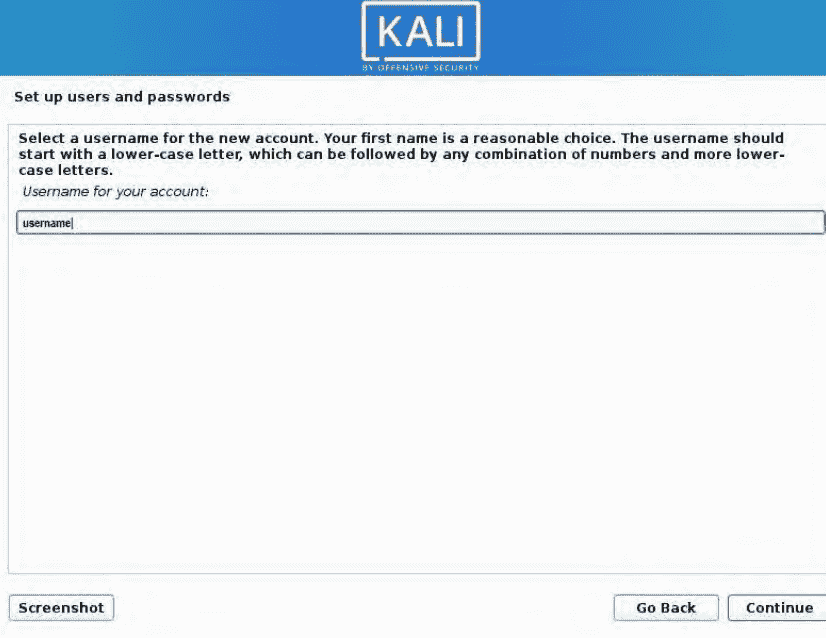 KALI
BY OFFENSIVE SECURITY
Set up users and passwords
Select a username for the new account. Your first name is a reasonable choice. The username should
start with a lower-case letter, which can be followed by any combination of numbers and more lower-
case letters.
Username for your account:
username
Screenshot
Go Back
Continue